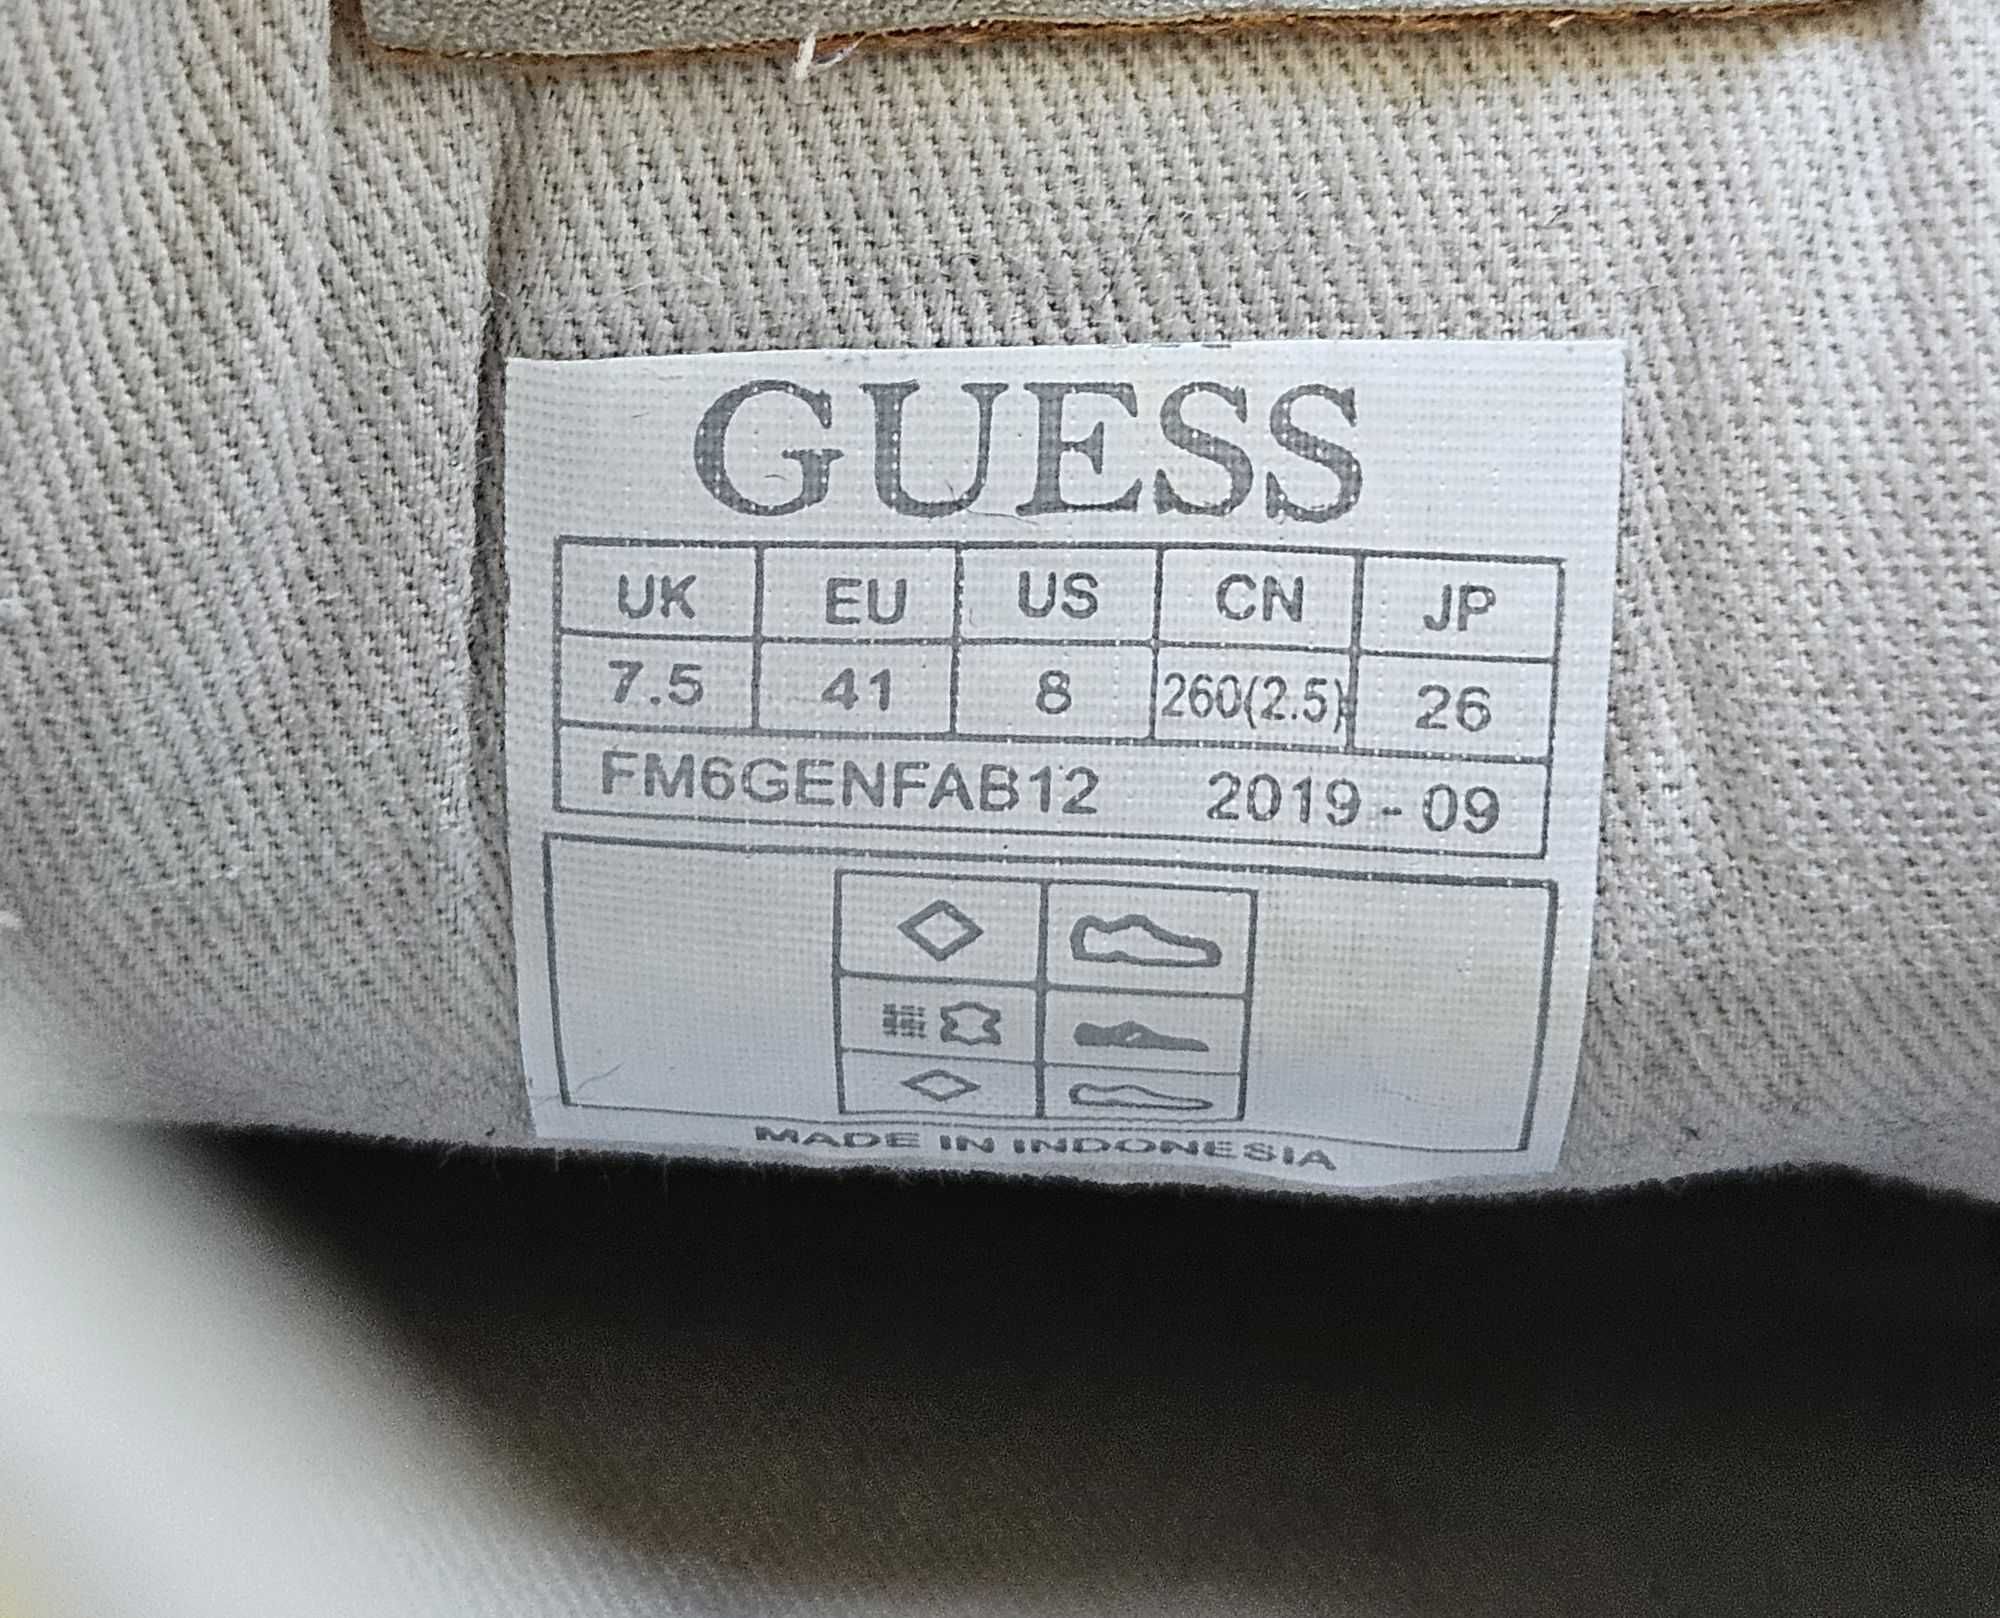 GUESS
UK EU US CN JP
7.5 41 8 260(2.5) 26
FM6GENFAB12 2019 - 09
MADE IN INDONESIA